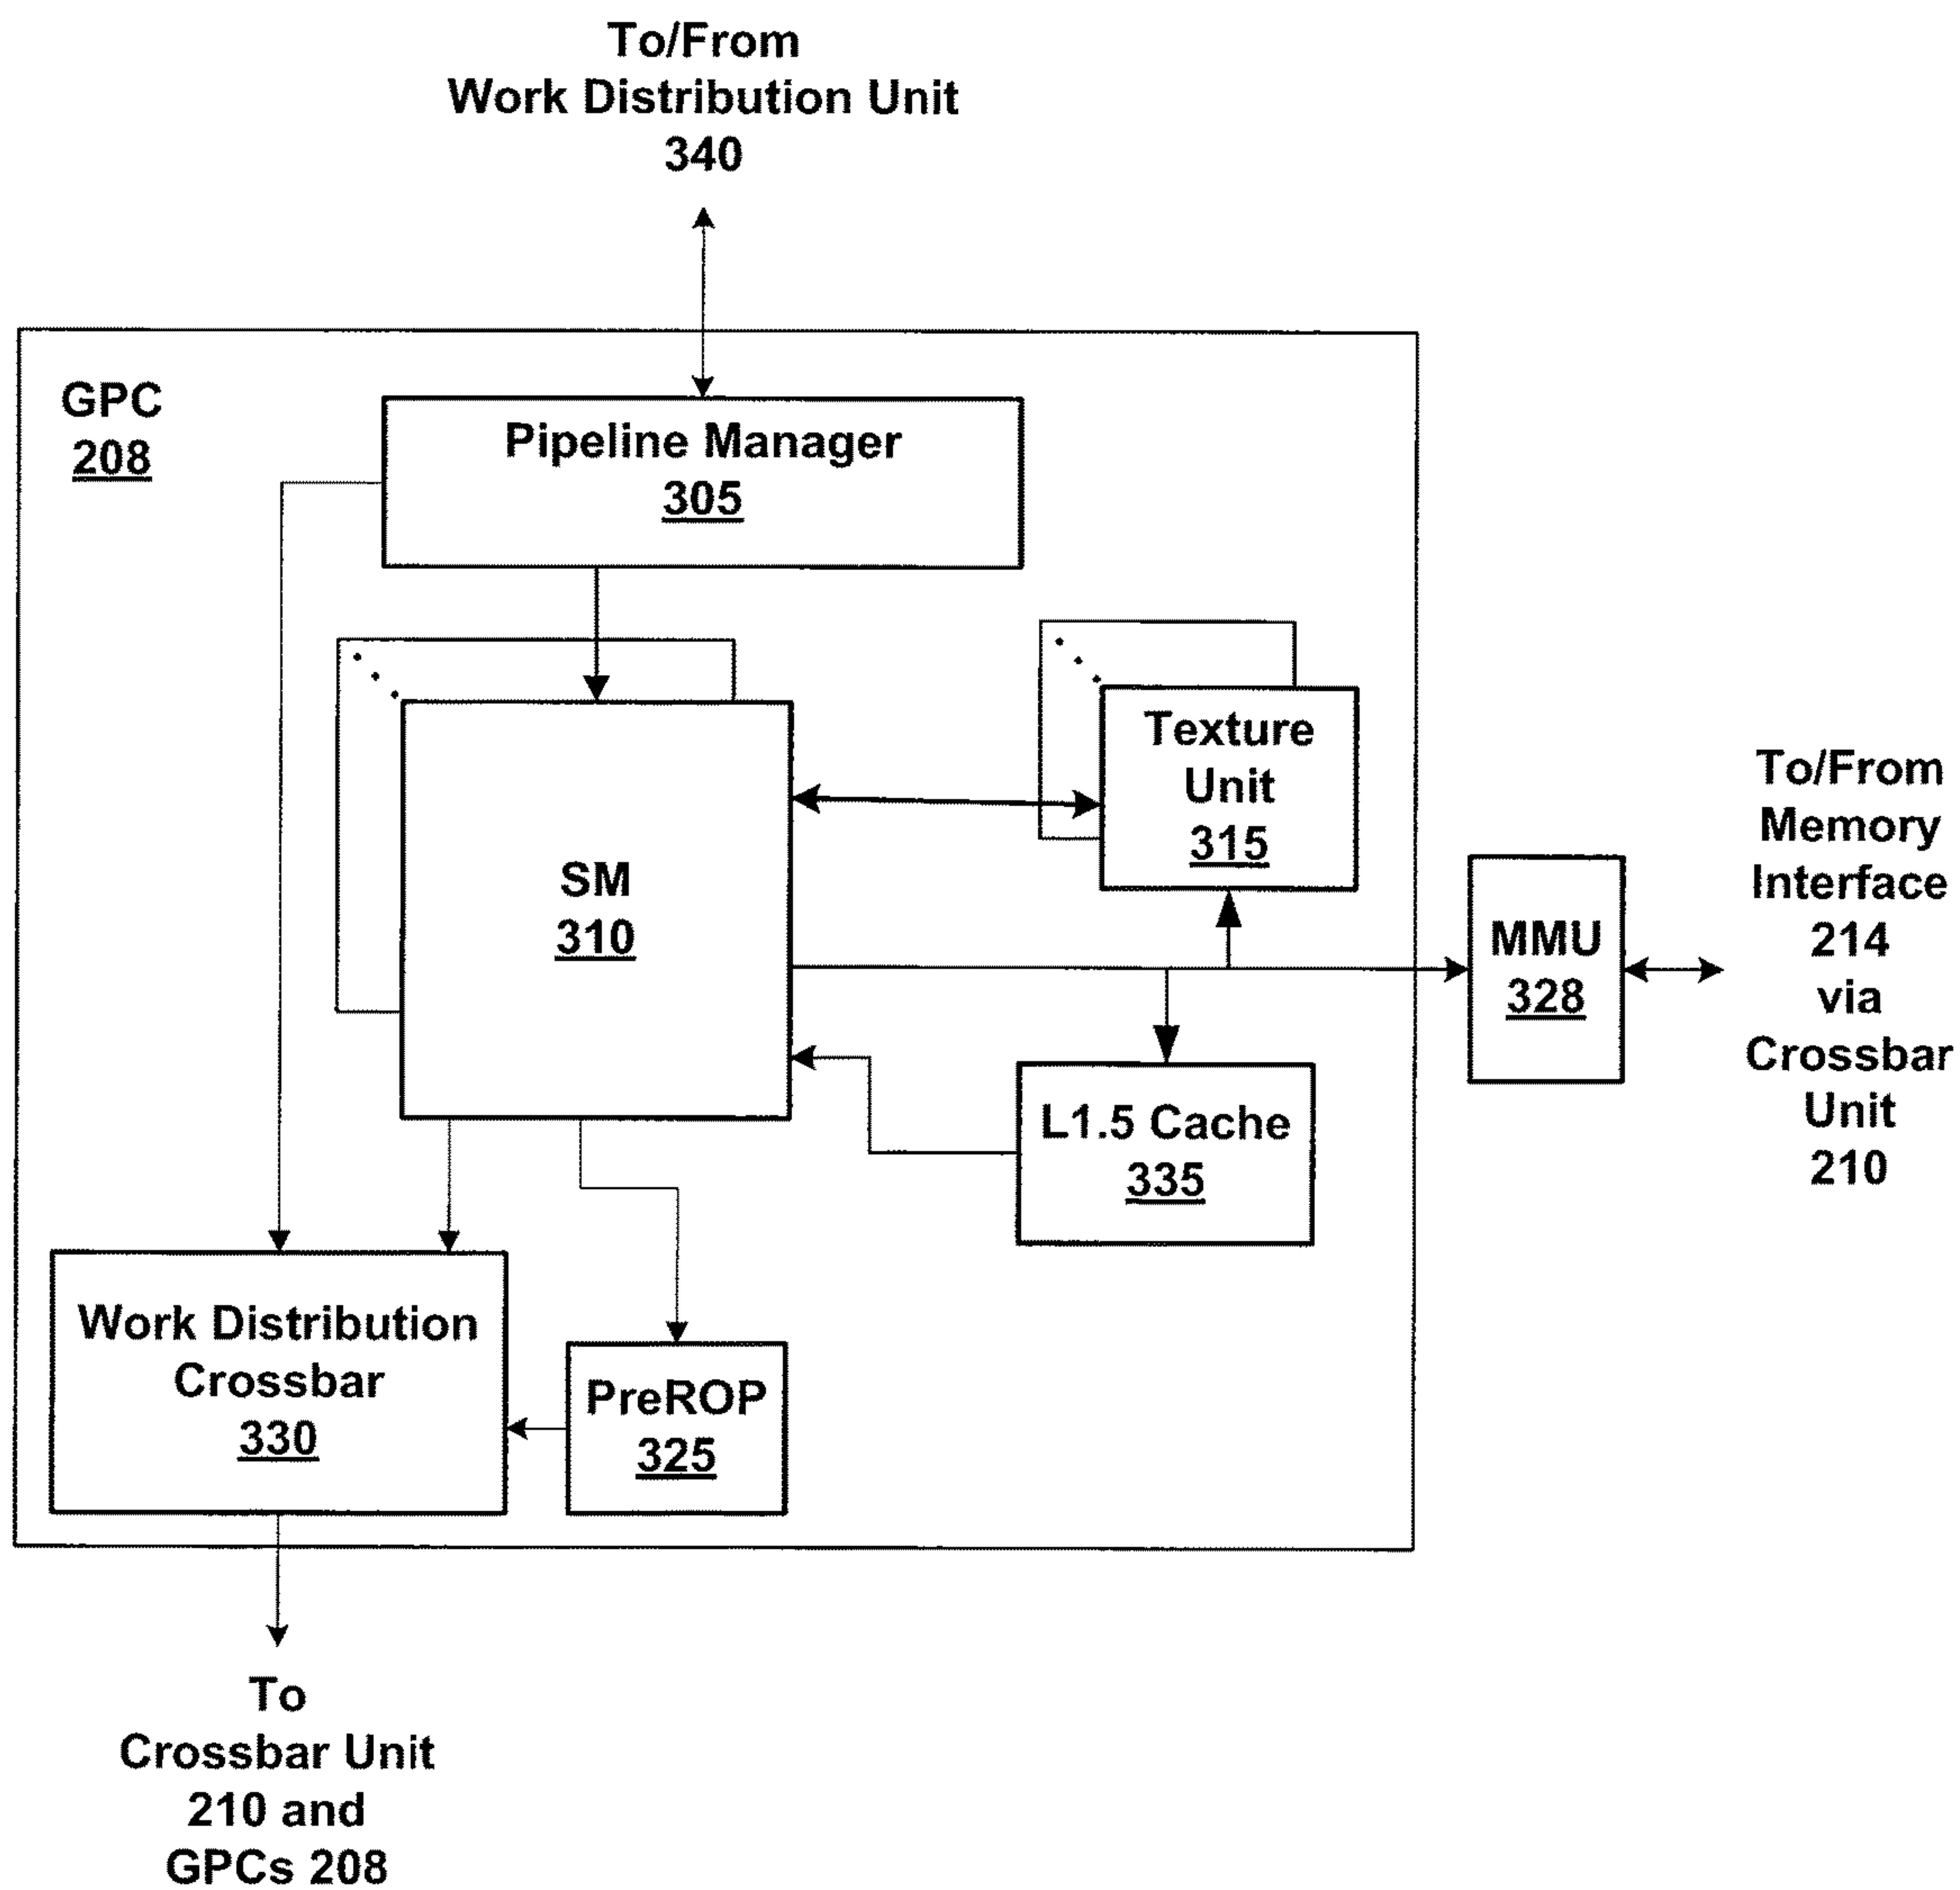 To/From
Work Distribution Unit
340
GPC
208
Pipeline Manager
305
Texture
Unit
315
SM
310
MMU
328
To/From
Memory
Interface
214
via
Crossbar
Unit
210
L1.5 Cache
335
Work Distribution
Crossbar
330
PreROP
325
To
Crossbar Unit
210 and
GPCs 208